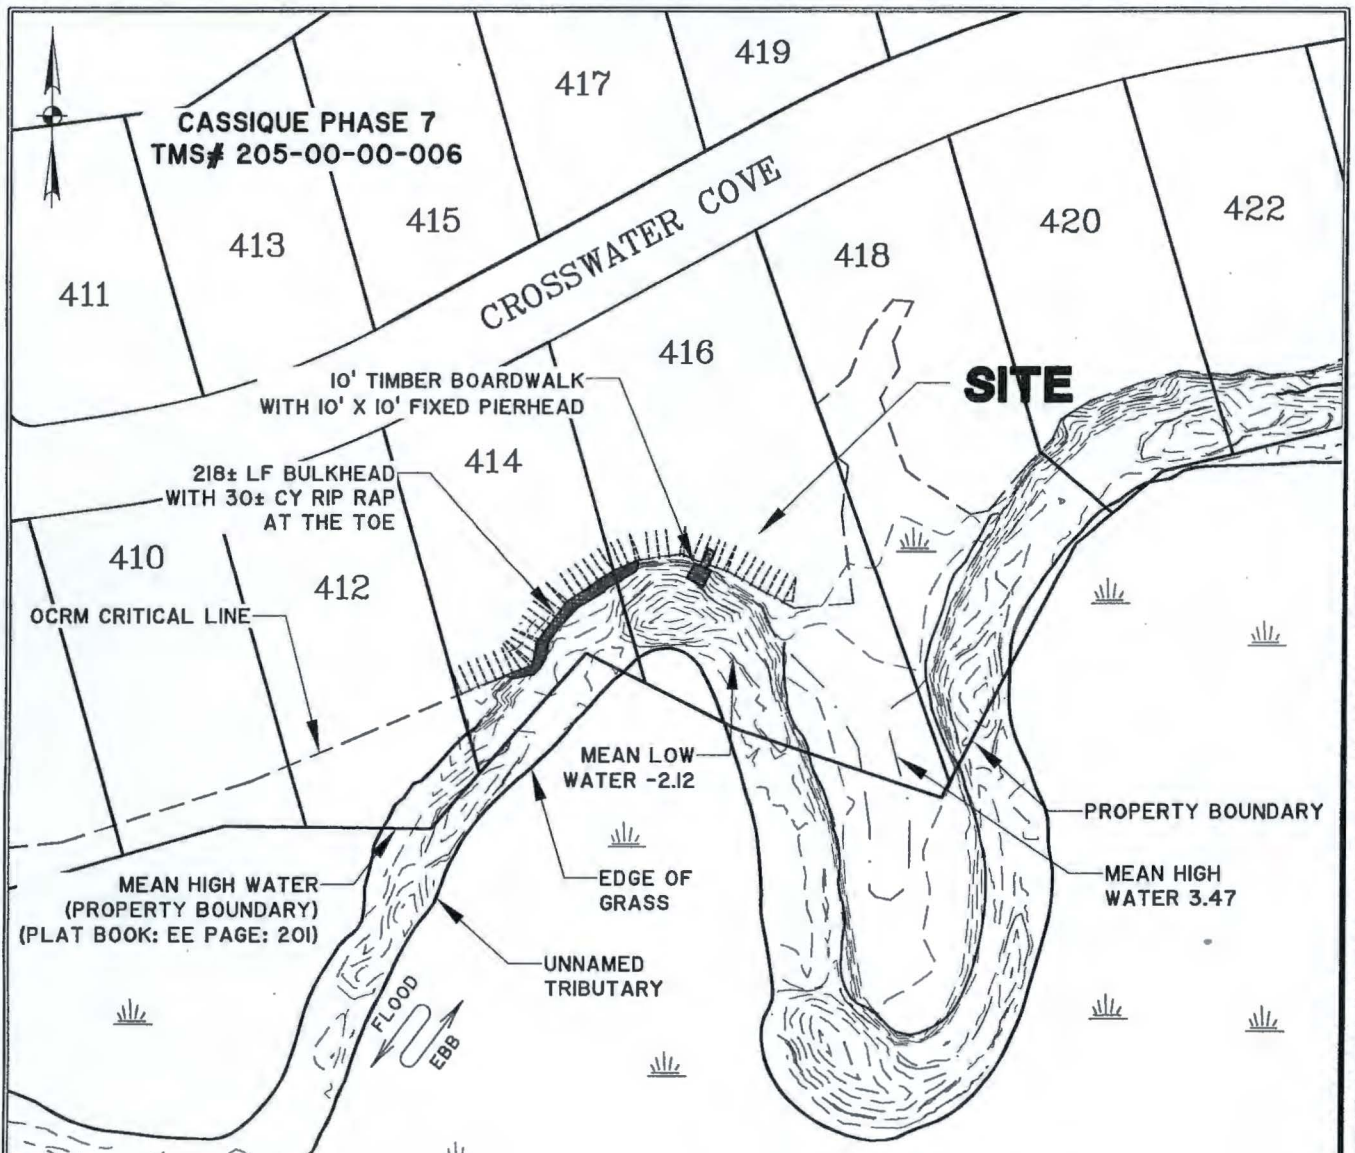 419
417
CASSIQUE PHASE 7
TMS# 205-00-00-006
415
413
411
CROSSWATER COVE
422
420
418
416
10' TIMBER BOARDWALK
WITH 10' X 10' FIXED PIERHEAD
SITE
414
218± LF BULKHEAD
WITH 30± CY RIP RAP
AT THE TOE
410
412
OCRM CRITICAL LINE
MEAN LOW
WATER -2.12
PROPERTY BOUNDARY
MEAN HIGH WATER
(PROPERTY BOUNDARY)
(PLAT BOOK: EE PAGE: 201)
EDGE OF
GRASS
MEAN HIGH
WATER 3.47
UNNAMED
TRIBUTARY
FLOOD
EBB